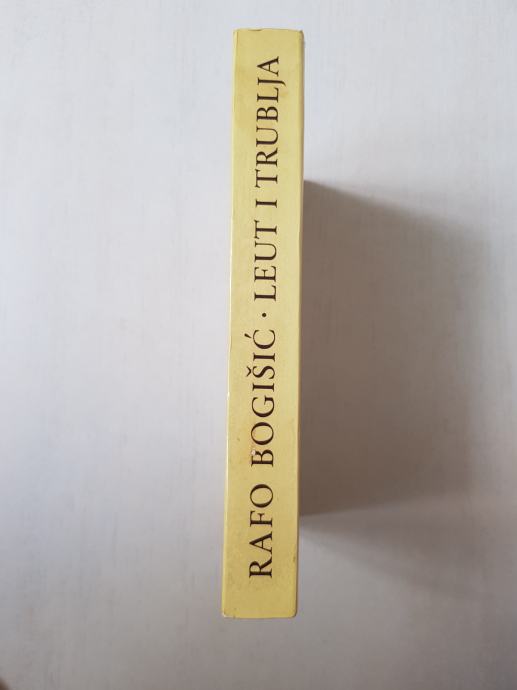 RAFO BOGIŠIĆ · LEUT I TRUBLJA